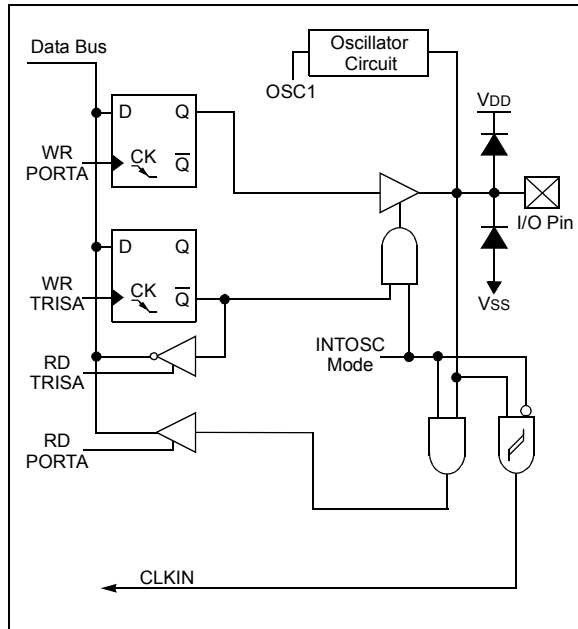 Data Bus
Oscillator
Circuit
OSC1
VDD
D Q
WR
PORTA
CK Q
I/O Pin
D Q
WR
TRISA
CK Q
VSS
INTOSC
Mode
RD
TRISA
RD
PORTA
CLKIN